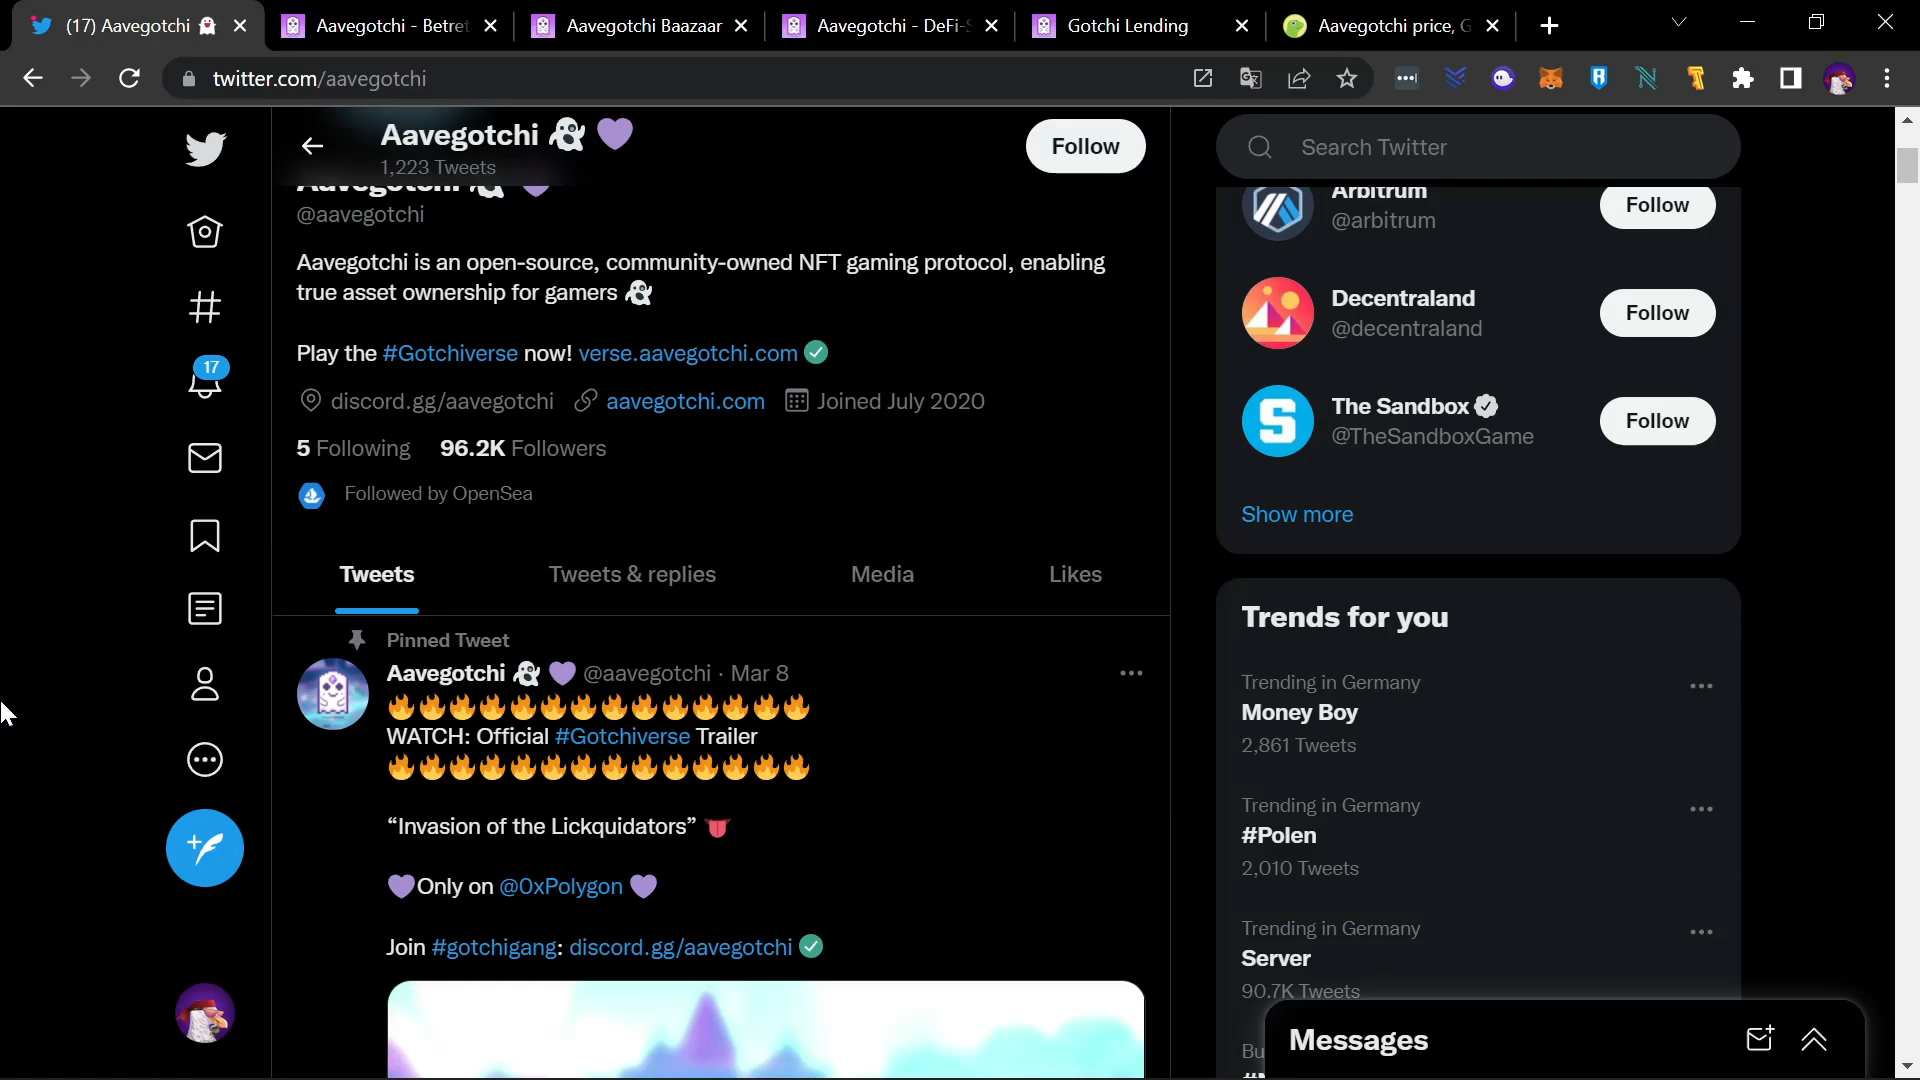 (17) Aavegotchi
Aavegotchi - Betret
Aavegotchi Baazaar
Aavegotchi - DeFi-S
Gotchi Lending
Aavegotchi price, G
twitter.com/aavegotchi
Aavegotchi 👻 💜
1,223 Tweets
Follow
Aavegotchi
@aavegotchi
Aavegotchi is an open-source, community-owned NFT gaming protocol, enabling
true asset ownership for gamers 👻
Play the #Gotchiverse now! verse.aavegotchi.com ✅
discord.gg/aavegotchi aavegotchi.com Joined July 2020
5 Following 96.2K Followers
Followed by OpenSea
17
Tweets Tweets & replies Media Likes
Pinned Tweet
Aavegotchi 👻 💜 @aavegotchi · Mar 8
🔥🔥🔥🔥🔥🔥🔥🔥🔥🔥🔥🔥🔥🔥
WATCH: Official #Gotchiverse Trailer
🔥🔥🔥🔥🔥🔥🔥🔥🔥🔥🔥🔥🔥🔥
“Invasion of the Lickquidators” 👅
💜Only on @0xPolygon 💜
Join #gotchigang: discord.gg/aavegotchi ✅
Search Twitter
Arbitrum
@arbitrum
Follow
Decentraland
@decentraland
Follow
The Sandbox
@TheSandboxGame
Follow
Show more
Trends for you
Trending in Germany
Money Boy
2,861 Tweets
Trending in Germany
#Polen
2,010 Tweets
Trending in Germany
Server
90.7K Tweets
Bu
Messages